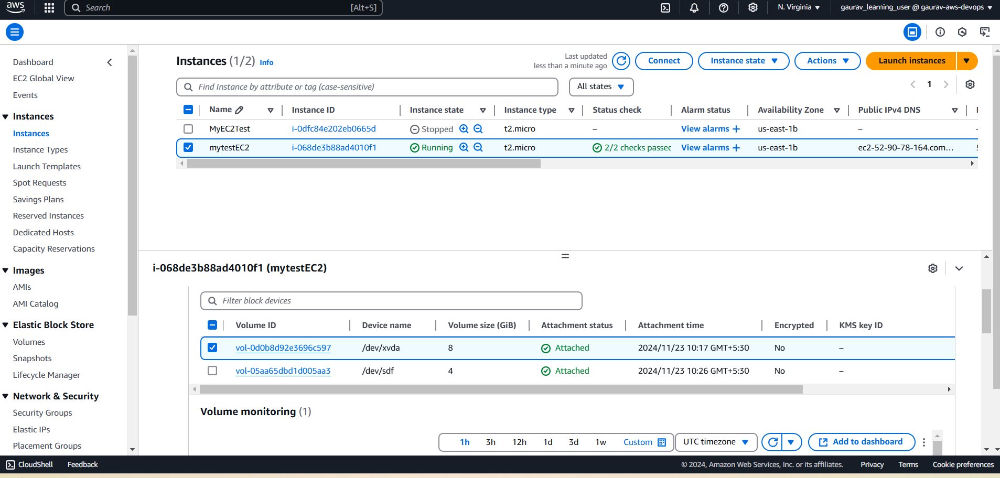 aws
Search
[Alt+S]
N. Virginia
gaurav_learning_user @ gaurav-aws-devops
Dashboard
EC2 Global View
Events
Instances
Instances
Instance Types
Launch Templates
Spot Requests
Savings Plans
Reserved Instances
Dedicated Hosts
Capacity Reservations
Images
AMIs
AMI Catalog
Elastic Block Store
Volumes
Snapshots
Lifecycle Manager
Network & Security
Security Groups
Elastic IPs
Placement Groups
Instances (1/2) Info
Last updated
less than a minute ago
Connect
Instance state
Actions
Launch instances
Find Instance by attribute or tag (case-sensitive)
All states
1
Name Instance ID Instance state Instance type Status check Alarm status Availability Zone Public IPv4 DNS
MyEC2Test i-0dfc84e202eb0665d Stopped t2.micro – View alarms + us-east-1b –
mytestEC2 i-068de3b88ad4010f1 Running t2.micro 2/2 checks passed View alarms + us-east-1b ec2-52-90-78-164.com...
i-068de3b88ad4010f1 (mytestEC2)
Filter block devices
Volume ID Device name Volume size (GiB) Attachment status Attachment time Encrypted KMS key ID
vol-0d0b8d92e3696c597 /dev/xvda 8 Attached 2024/11/23 10:17 GMT+5:30 No –
vol-05aa65dbd1d005aa3 /dev/sdf 4 Attached 2024/11/23 10:26 GMT+5:30 No –
Volume monitoring (1)
1h 3h 12h 1d 3d 1w Custom
UTC timezone
Add to dashboard
CloudShell
Feedback
© 2024, Amazon Web Services, Inc. or its affiliates.
Privacy
Terms
Cookie preferences